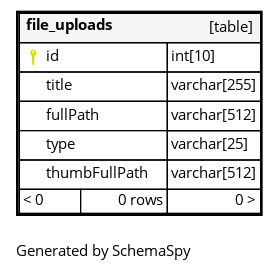 file_uploads [table]
id int[10]
title varchar[255]
fullPath varchar[512]
type varchar[25]
thumbFullPath varchar[512]
< 0 0 rows 0 >
Generated by SchemaSpy